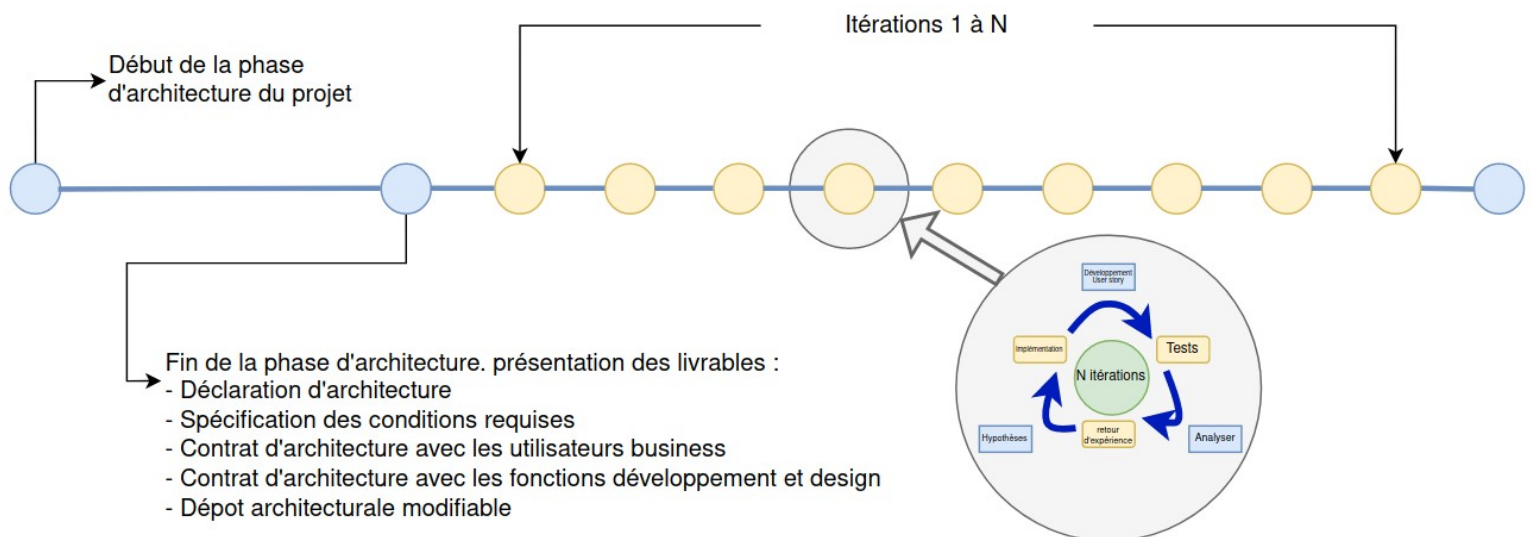 Itérations 1 à N
Début de la phase
d'architecture du projet
Développement
User story
Implémentation
Tests
N itérations
Hypothèses
retour
d'expérience
Analyser
Fin de la phase d'architecture. présentation des livrables :
- Déclaration d'architecture
- Spécification des conditions requises
- Contrat d'architecture avec les utilisateurs business
- Contrat d'architecture avec les fonctions développement et design
- Dépot architecturale modifiable